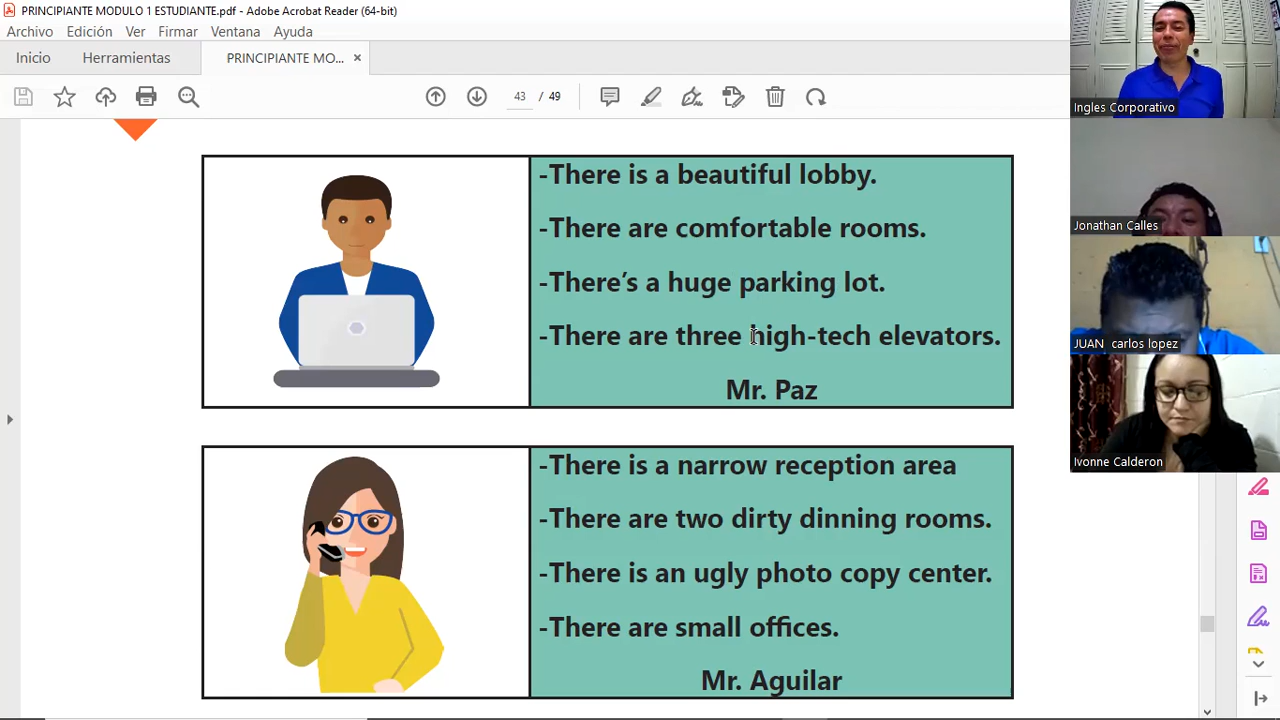 PRINCIPIANTE MODULO 1 ESTUDIANTE.pdf - Adobe Acrobat Reader (64-bit)
Archivo Edición Ver Firmar Ventana Ayuda
Inicio Herramientas PRINCIPIANTE MO... ×
43 / 49
-There is a beautiful lobby.
-There are comfortable rooms.
-There's a huge parking lot.
-There are three high-tech elevators.
Mr. Paz
-There is a narrow reception area
-There are two dirty dinning rooms.
-There is an ugly photo copy center.
-There are small offices.
Mr. Aguilar
Ingles Corporativo
Jonathan Calles
JUAN carlos lopez
Ivonne Calderon